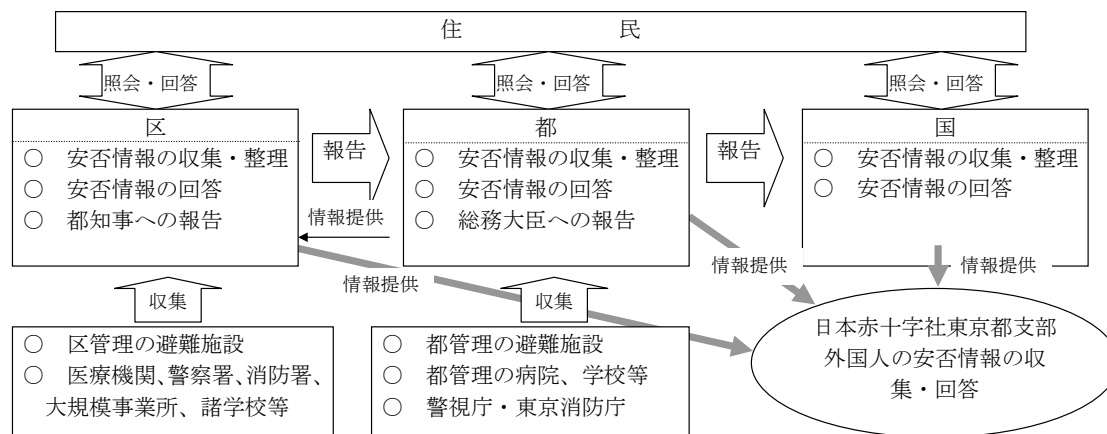 住　　　民
照会・回答
照会・回答
照会・回答
区
○　安否情報の収集・整理
○　安否情報の回答
○　都知事への報告
報告
都
○　安否情報の収集・整理
○　安否情報の回答
○　総務大臣への報告
報告
国
○　安否情報の収集・整理
○　安否情報の回答
情報提供
情報提供
情報提供
情報提供
収集
収集
○　区管理の避難施設
○　医療機関、警察署、消防署、
大規模事業所、諸学校等
○　都管理の避難施設
○　都管理の病院、学校等
○　警視庁・東京消防庁
日本赤十字社東京都支部
外国人の安否情報の収
集・回答